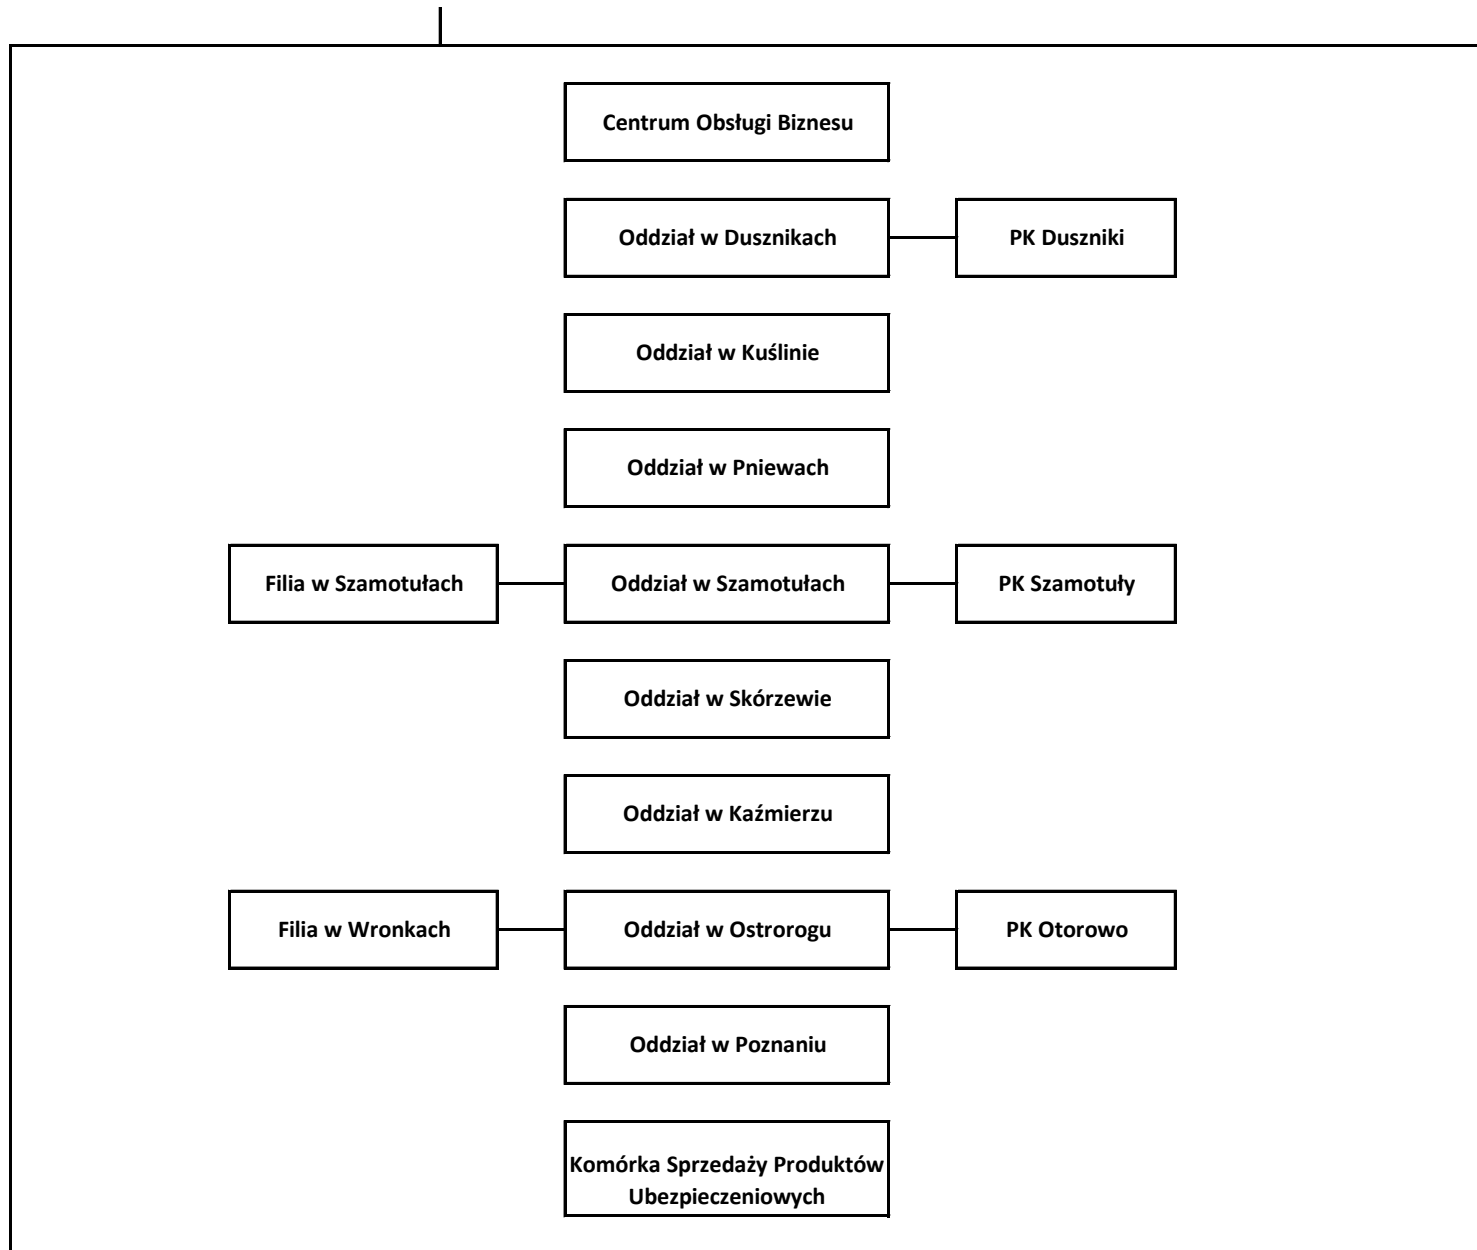 Centrum Obsługi Biznesu
Oddział w Dusznikach
PK Duszniki
Oddział w Kuślinie
Oddział w Pniewach
Filia w Szamotułach
Oddział w Szamotułach
PK Szamotuły
Oddział w Skórzewie
Oddział w Kaźmierzu
Filia w Wronkach
Oddział w Ostrorogu
PK Otorowo
Oddział w Poznaniu
Komórka Sprzedaży Produktów
Ubezpieczeniowych